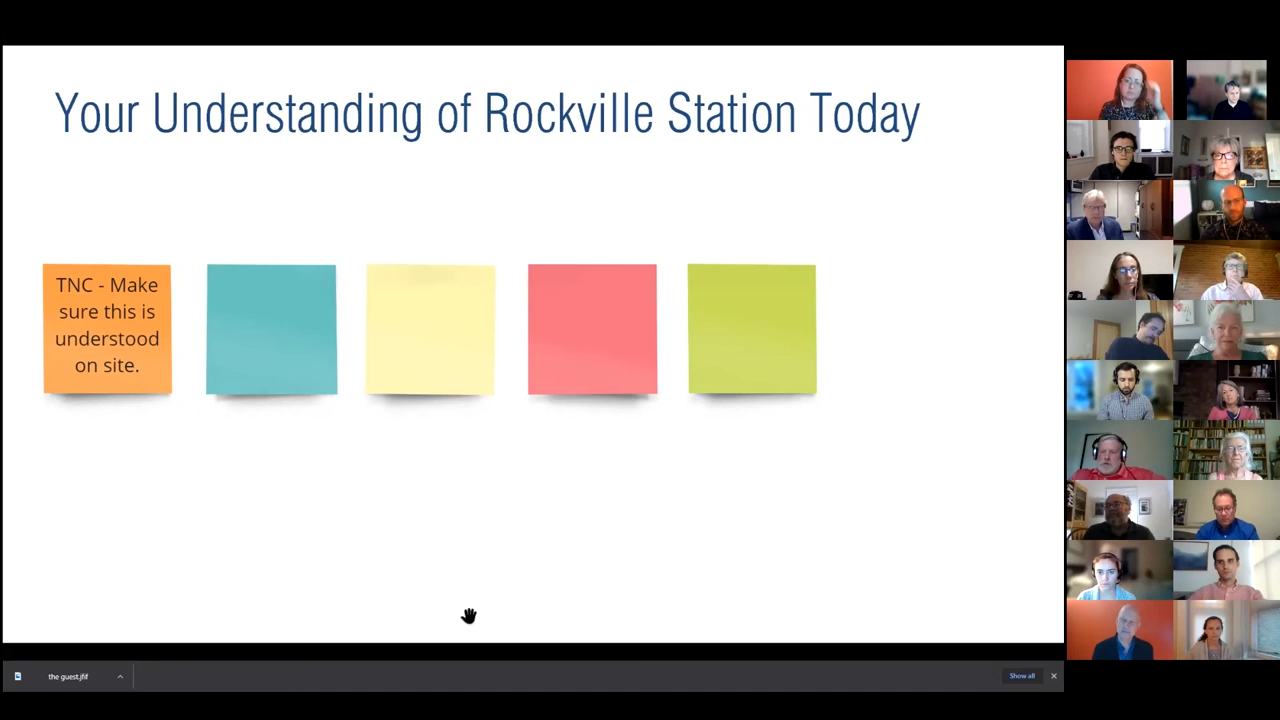 Your Understanding of Rockville Station Today
TNC - Make
sure this is
understood
on site.
the guest.jfif
Show all